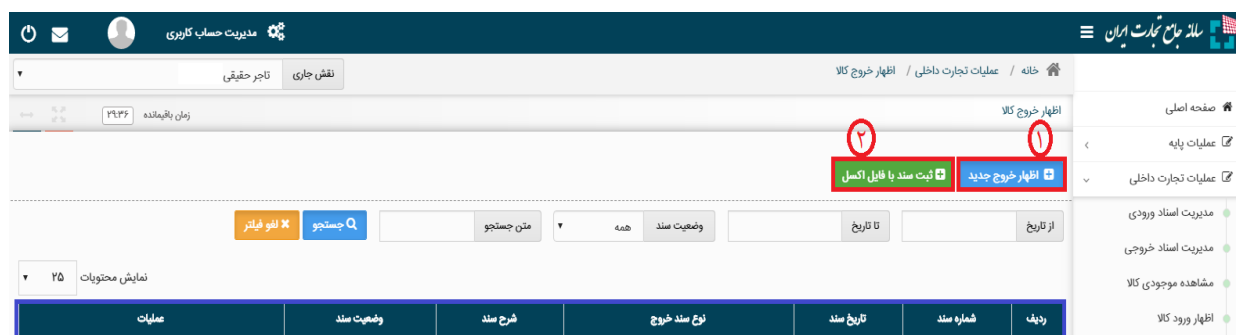 سامانه جامع تجارت ایران
مدیریت حساب کاربری
نقش جاری تاجر حقیقی
خانه / عملیات تجارت داخلی / اظهار خروج کالا
اظهار خروج کالا
زمان باقیمانده ۲۹:۳۶
صفحه اصلی
عملیات پایه
عملیات تجارت داخلی
مدیریت اسناد ورودی
مدیریت اسناد خروجی
مشاهده موجودی کالا
اظهار ورود کالا
۱ ۲
اظهار خروج جدید ثبت سند با فایل اکسل
از تاریخ تا تاریخ وضعیت سند همه متن جستجو جستجو لغو فیلتر
نمایش محتویات ۲۵
ردیف شماره سند تاریخ سند نوع سند خروج شرح سند وضعیت سند عملیات